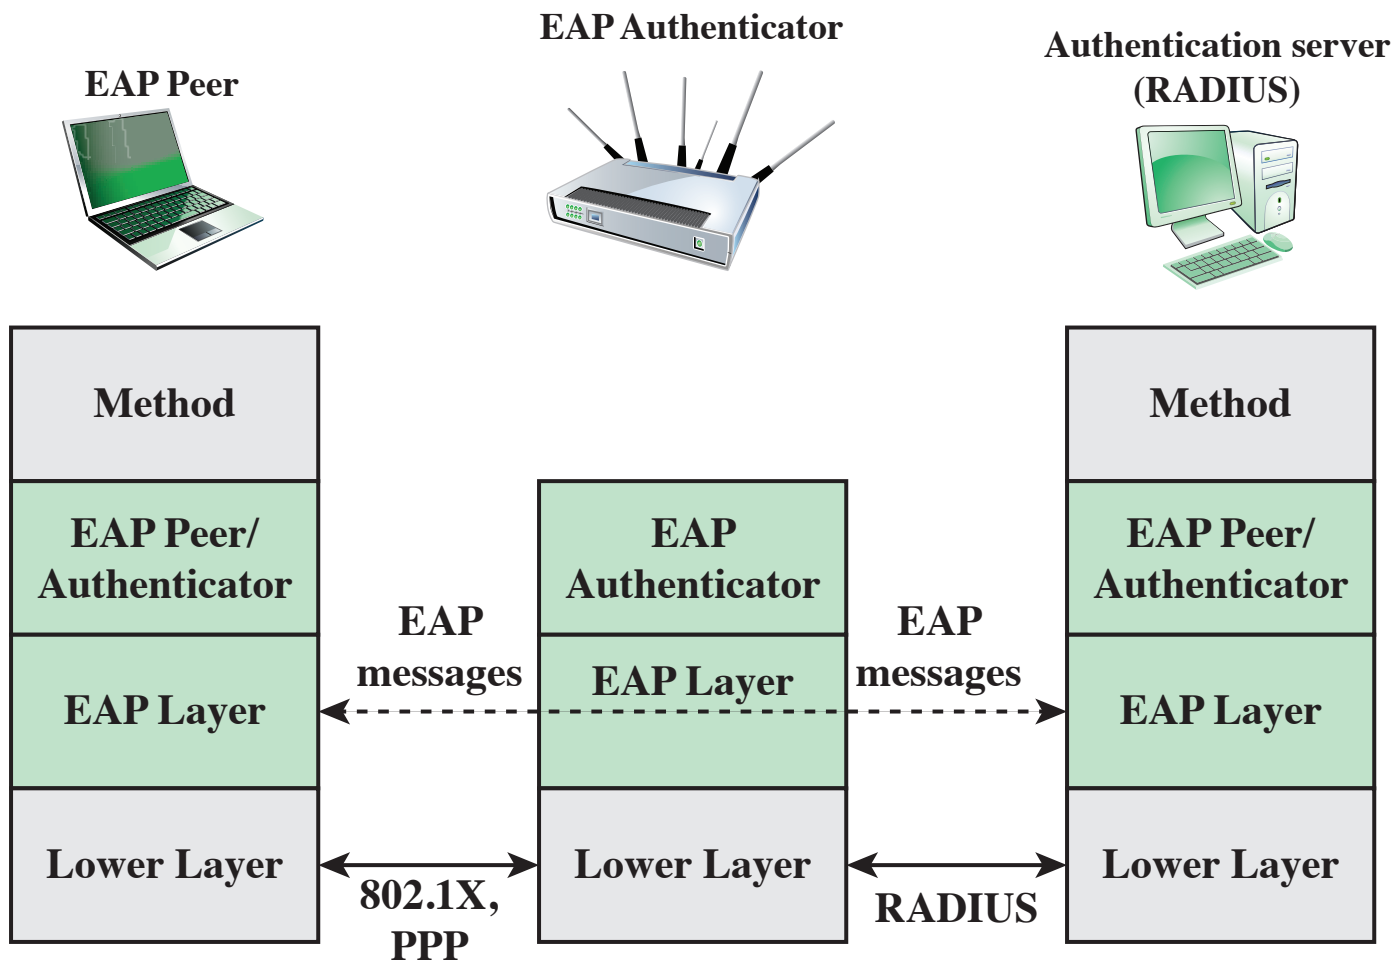 EAP Peer
EAP Authenticator
Authentication server
(RADIUS)
Method
EAP Peer/
Authenticator
EAP Layer
Lower Layer
EAP
messages
802.1X,
PPP
EAP
Authenticator
EAP Layer
Lower Layer
EAP
messages
RADIUS
Method
EAP Peer/
Authenticator
EAP Layer
Lower Layer